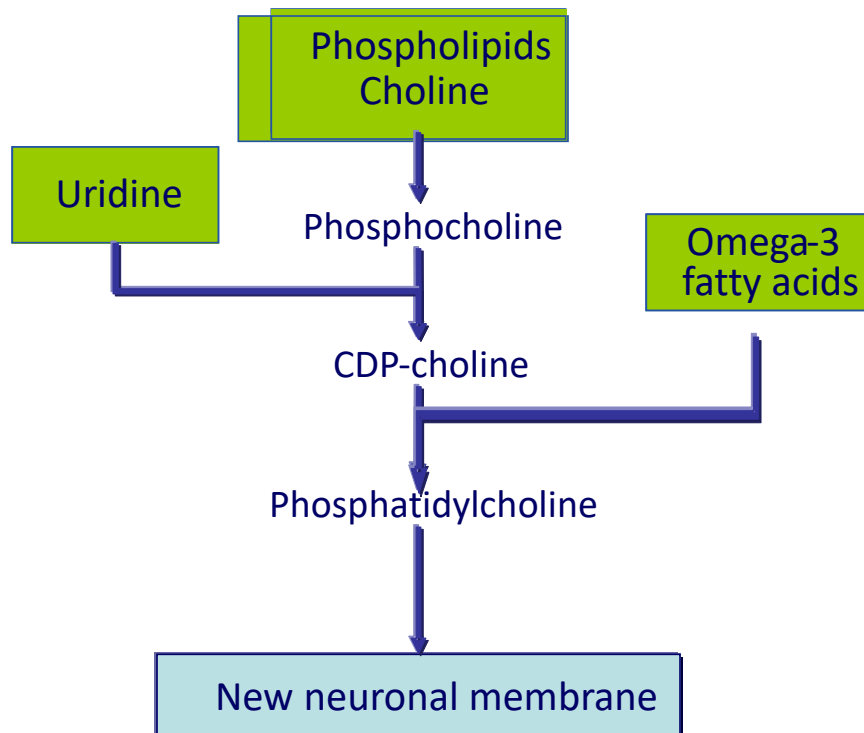 Phospholipids
Choline
Uridine
Phosphocholine
Omega-3
fatty acids
CDP-choline
Phosphatidylcholine
New neuronal membrane